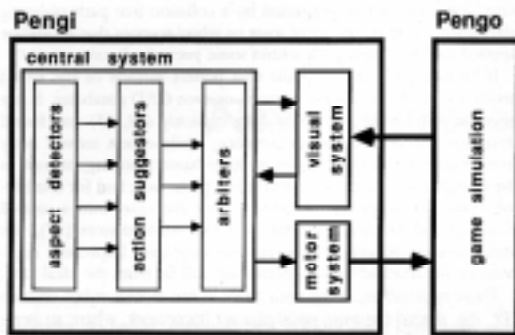 Pengi
Pengo
central system
aspect detectors
action suggestors
arbiters
visual
system
motor
system
game simulation